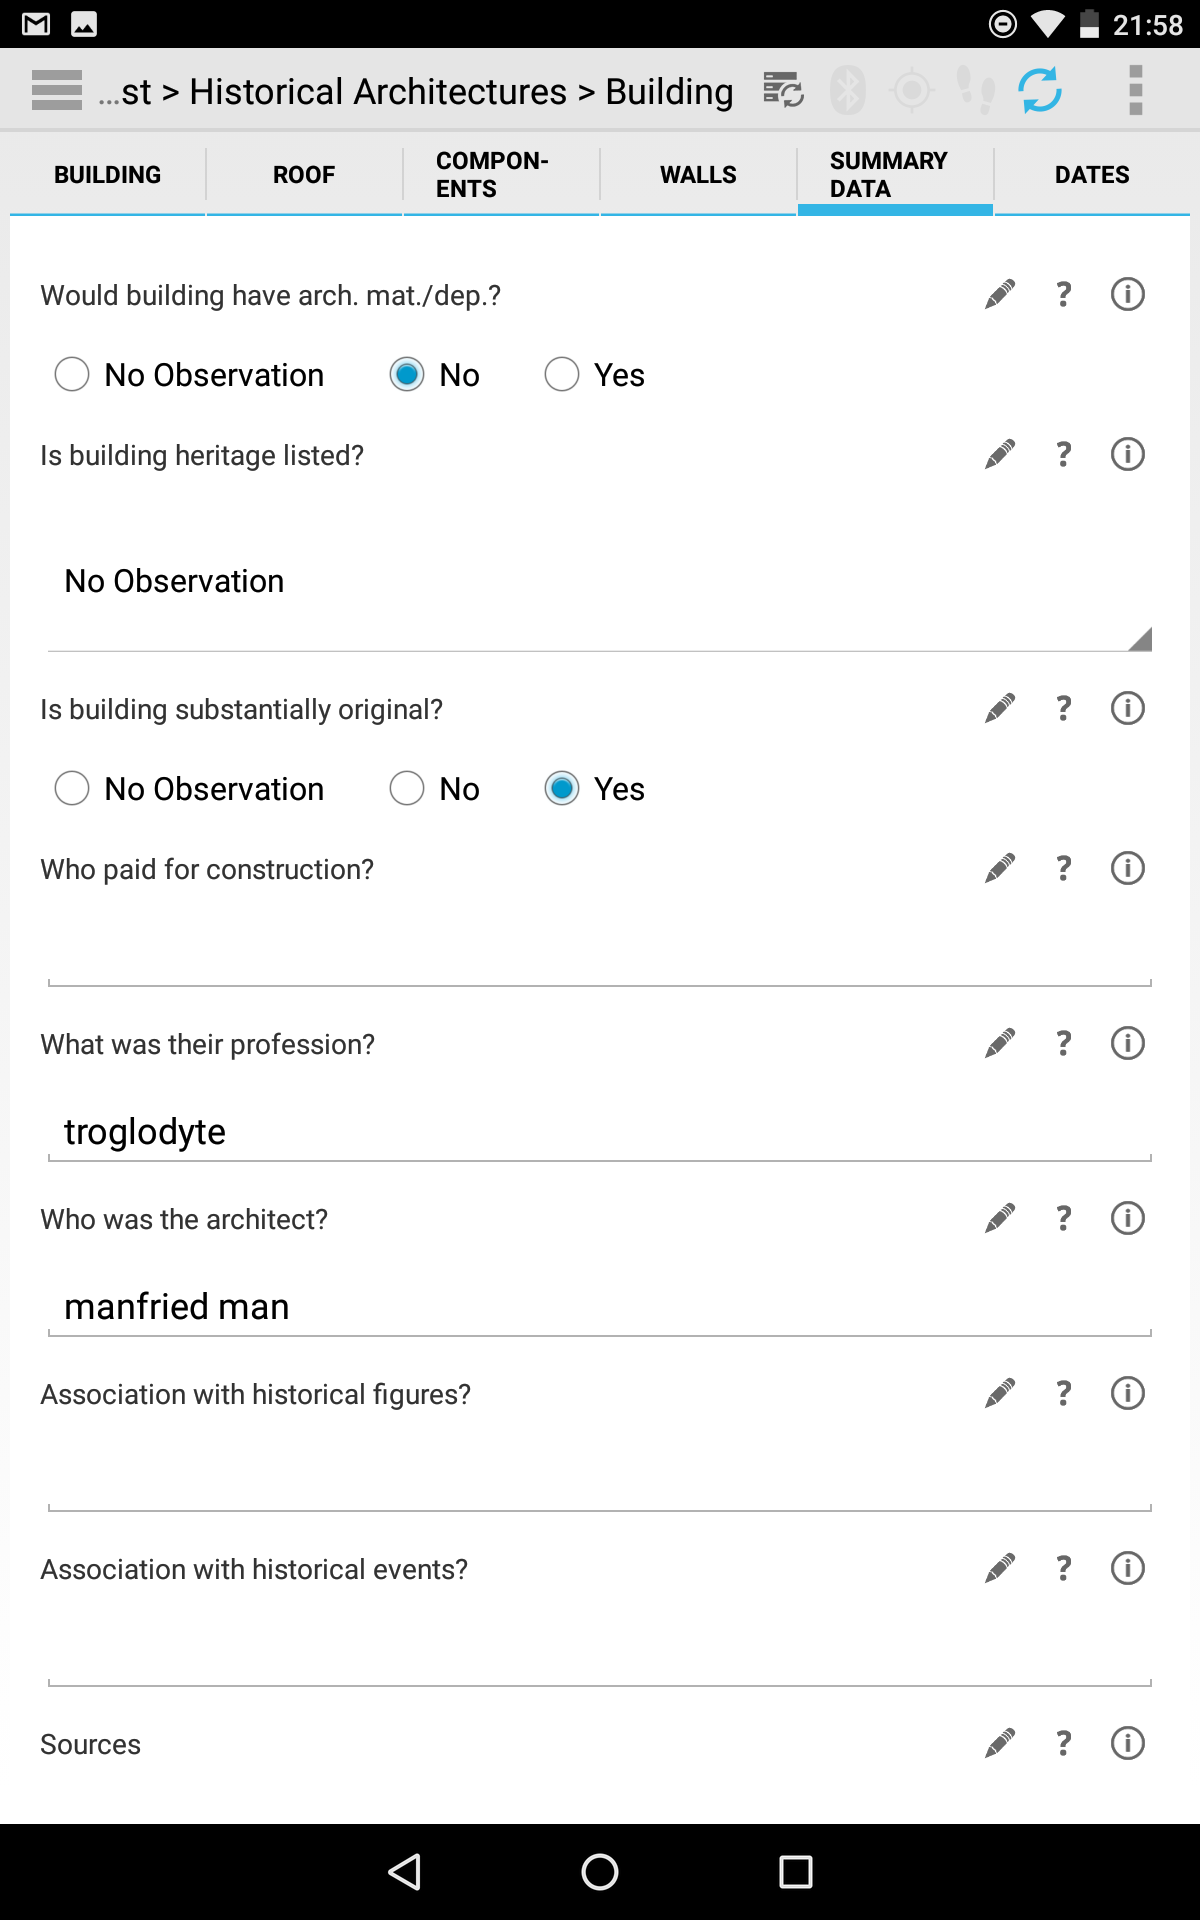 21:58
...st > Historical Architectures > Building
BUILDING
ROOF
COMPON-
ENTS
WALLS
SUMMARY
DATA
DATES
Would building have arch. mat./dep.?
No Observation No Yes
Is building heritage listed?
No Observation
Is building substantially original?
No Observation No Yes
Who paid for construction?
What was their profession?
troglodyte
Who was the architect?
manfried man
Association with historical figures?
Association with historical events?
Sources